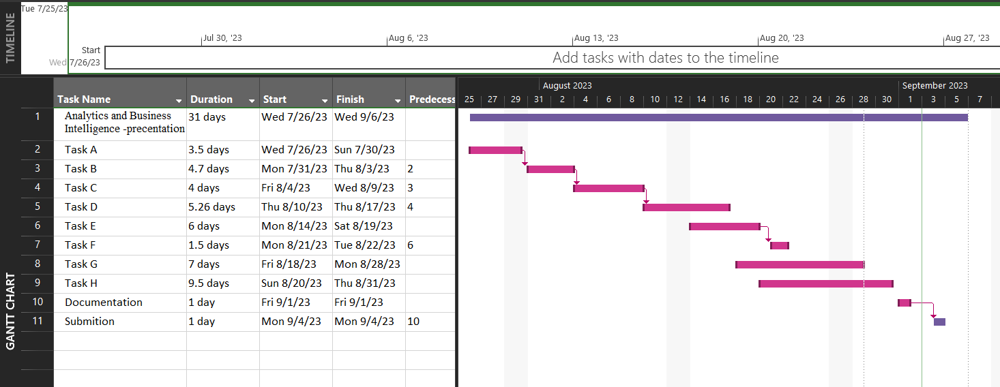 TIMELINE
Tue 7/25/23
Jul 30, '23 Aug 6, '23 Aug 13, '23 Aug 20, '23 Aug 27, '23
Start
Wed 7/26/23
Add tasks with dates to the timeline
GANTT CHART
Task Name Duration Start Finish Predecess
August 2023 September 2023
25 27 29 31 2 4 6 8 10 12 14 16 18 20 22 24 26 28 30 1 3 5 7
1 Analytics and Business 31 days Wed 7/26/23 Wed 9/6/23
Intelligence -precentation
2 Task A 3.5 days Wed 7/26/23 Sun 7/30/23
3 Task B 4.7 days Mon 7/31/23 Thu 8/3/23 2
4 Task C 4 days Fri 8/4/23 Wed 8/9/23 3
5 Task D 5.26 days Thu 8/10/23 Thu 8/17/23 4
6 Task E 6 days Mon 8/14/23 Sat 8/19/23
7 Task F 1.5 days Mon 8/21/23 Tue 8/22/23 6
8 Task G 7 days Fri 8/18/23 Mon 8/28/23
9 Task H 9.5 days Sun 8/20/23 Thu 8/31/23
10 Documentation 1 day Fri 9/1/23 Fri 9/1/23
11 Submition 1 day Mon 9/4/23 Mon 9/4/23 10